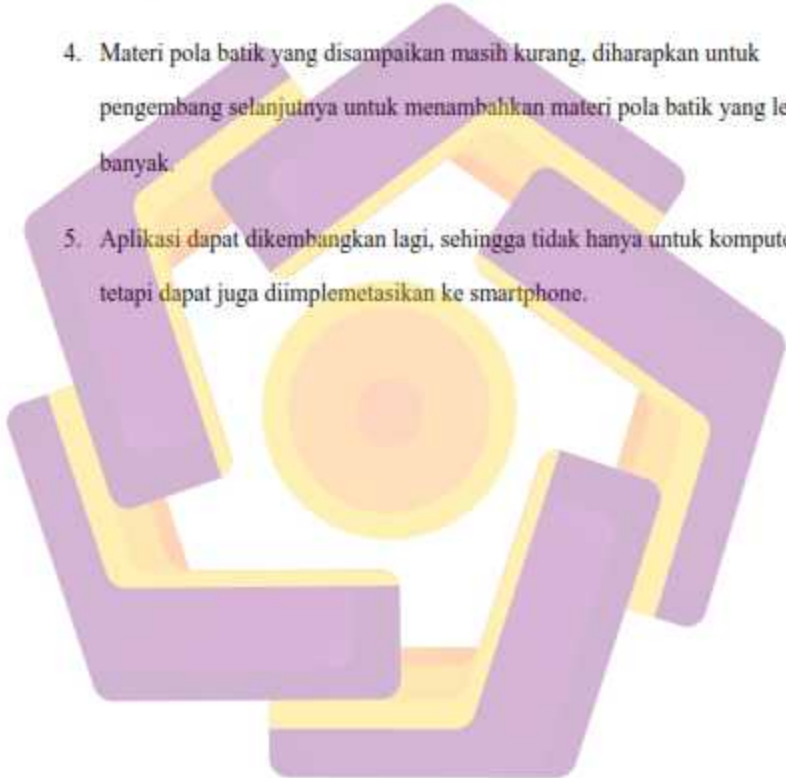 4. Materi pola batik yang disampaikan masih kurang, diharapkan untuk
pengembang selanjutnya untuk menambahkan materi pola batik yang le
banyak.
5. Aplikasi dapat dikembangkan lagi, sehingga tidak hanya untuk kompute
tetapi dapat juga diimplemetasikan ke smartphone.